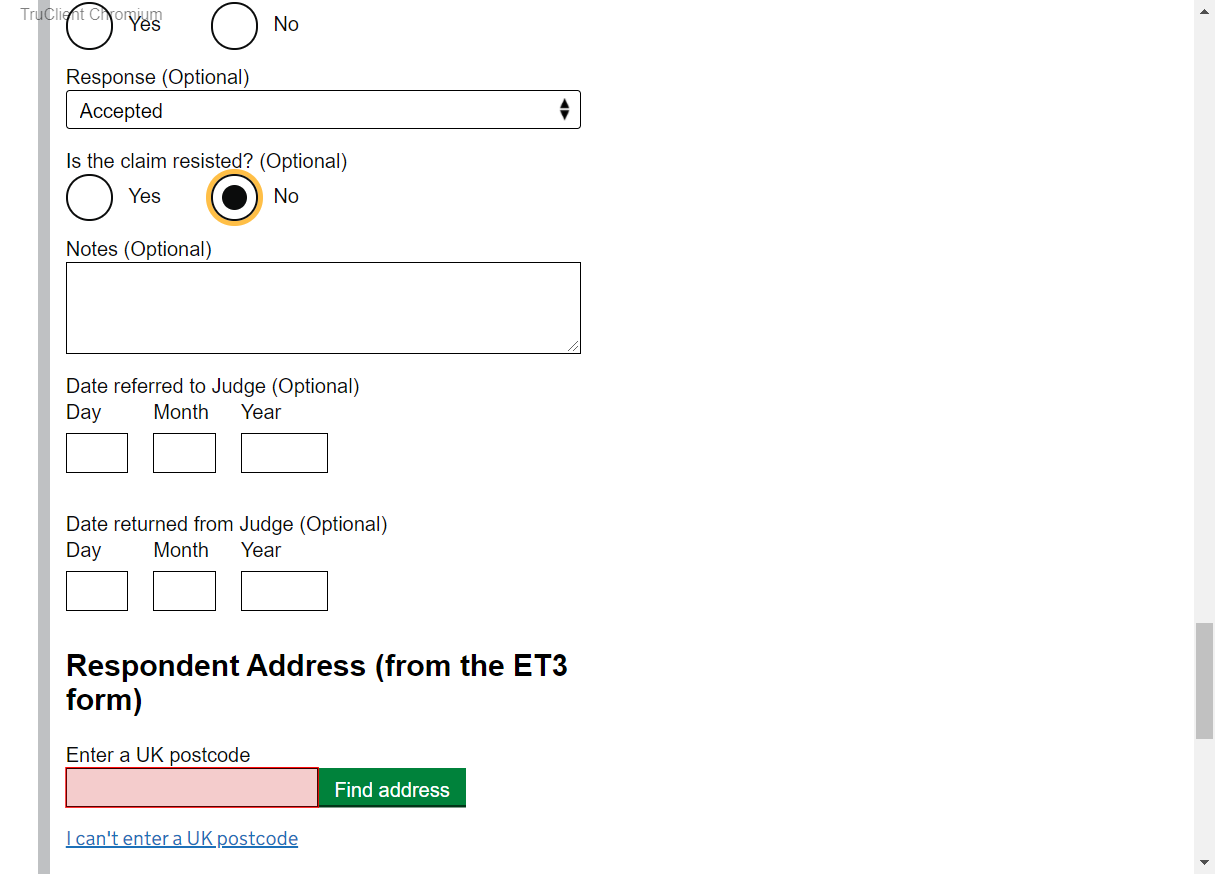 TruClient Chromium
Yes No
Response (Optional)
Accepted
Is the claim resisted? (Optional)
Yes No
Notes (Optional)
Date referred to Judge (Optional)
Day Month Year
Date returned from Judge (Optional)
Day Month Year
Respondent Address (from the ET3
form)
Enter a UK postcode
Find address
I can't enter a UK postcode